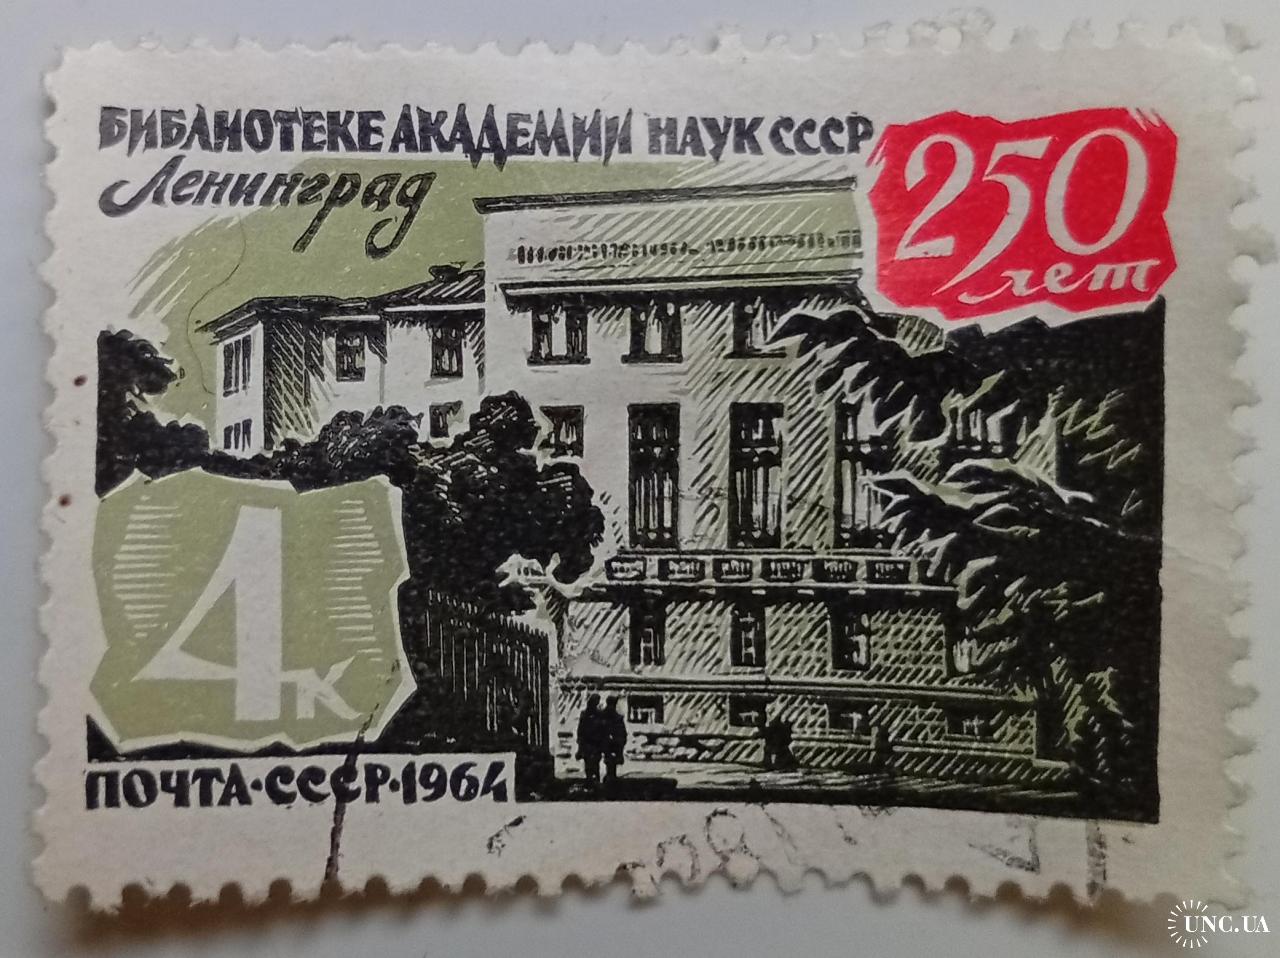 БИБЛИОТЕКЕ АКАДЕМИИ НАУК СССР
Ленинград
250
лет
4к
ПОЧТА·СССР·1964
UNC.UA